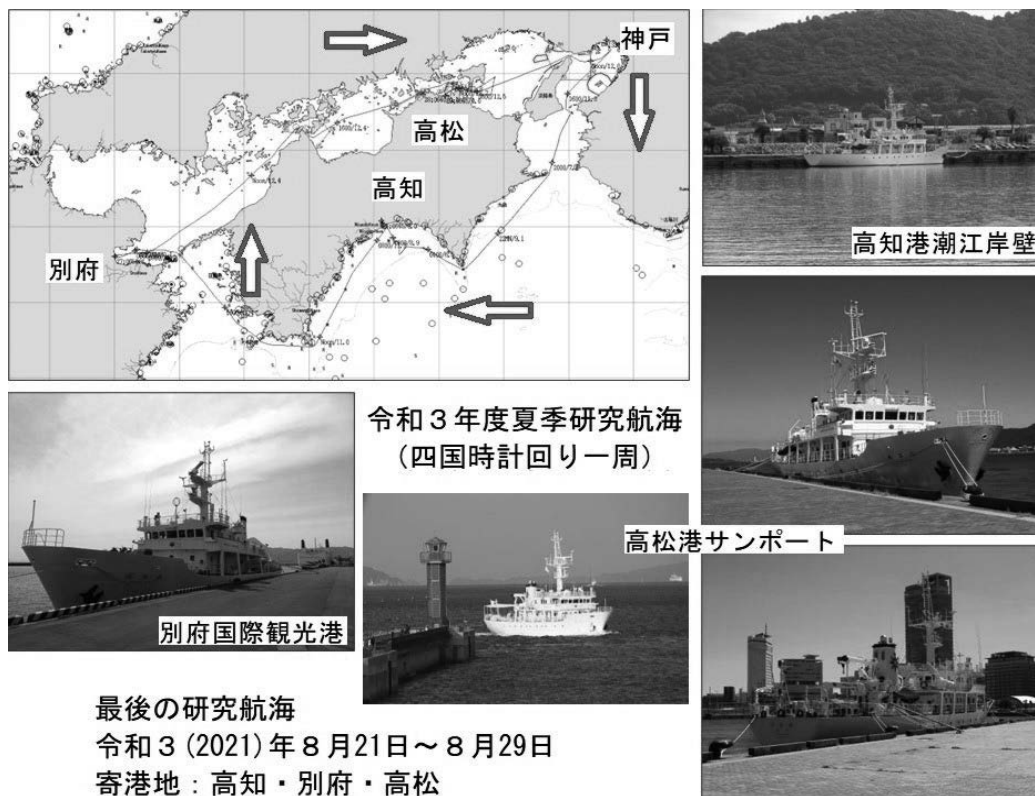 神戸
高松
高知
別府
高知港潮江岸壁
令和３年度夏季研究航海
（四国時計回り一周）
高松港サンポート
別府国際観光港
最後の研究航海
令和３(2021)年８月21日～８月29日
寄港地：高知・別府・高松